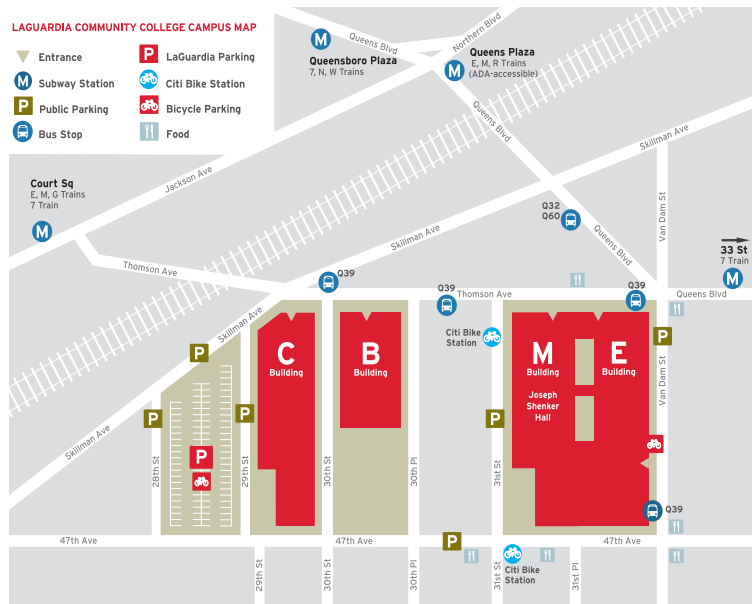 LAGUARDIA COMMUNITY COLLEGE CAMPUS MAP
Entrance
P
LaGuardia Parking
M
Subway Station
Citi Bike Station
P
Public Parking
Bicycle Parking
Bus Stop
Food
M
Queensboro Plaza
7, N, W Trains
Queens Blvd
Northern Blvd
M
Queens Plaza
E, M, R Trains
(ADA-accessible)
Queens Blvd
Skillman Ave
Jackson Ave
Court Sq
E, M, G Trains
7 Train
M
Q32
Q60
Queens Blvd
Van Dam St
33 St
7 Train
M
Skillman Ave
Thomson Ave
Q39
Q39
Thomson Ave
Q39
Queens Blvd
Skillman Ave
P
C
Building
B
Building
Citi Bike
Station
M
Building
Joseph
Shenker
Hall
E
Building
P
Van Dam St
P
P
P
P
Skillman Ave
28th St
29th St
30th St
30th Pl
31st St
Q39
47th Ave
47th Ave
P
47th Ave
Citi Bike
Station
29th St
30th St
30th Pl
31st St
31st Pl